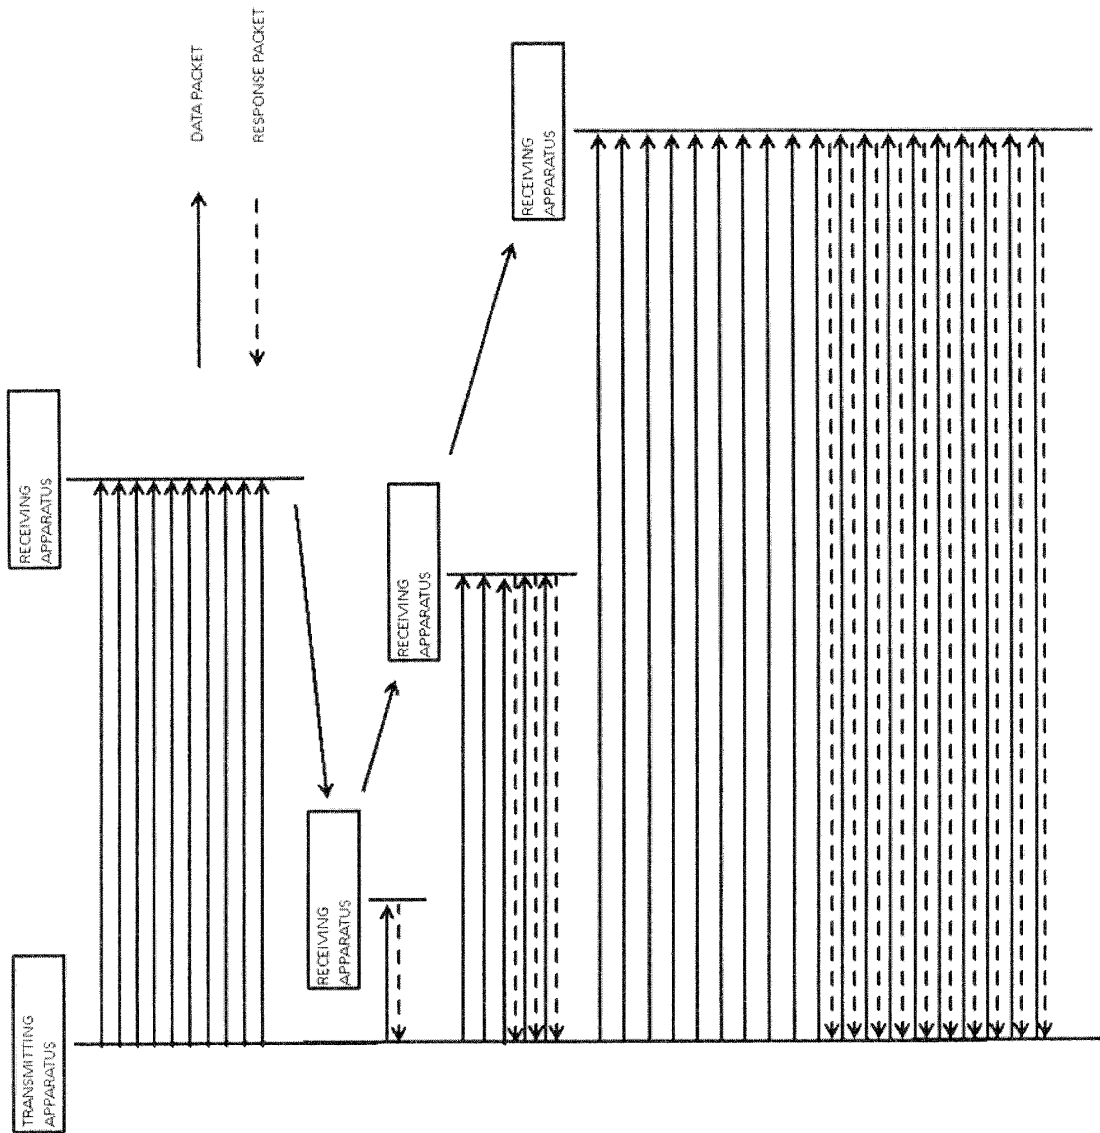 TRANSMITTING
APPARATUS
RECEIVING
APPARATUS
RECEIVING
APPARATUS
RECEIVING
APPARATUS
RECEIVING
APPARATUS
DATA PACKET
RESPONSE PACKET